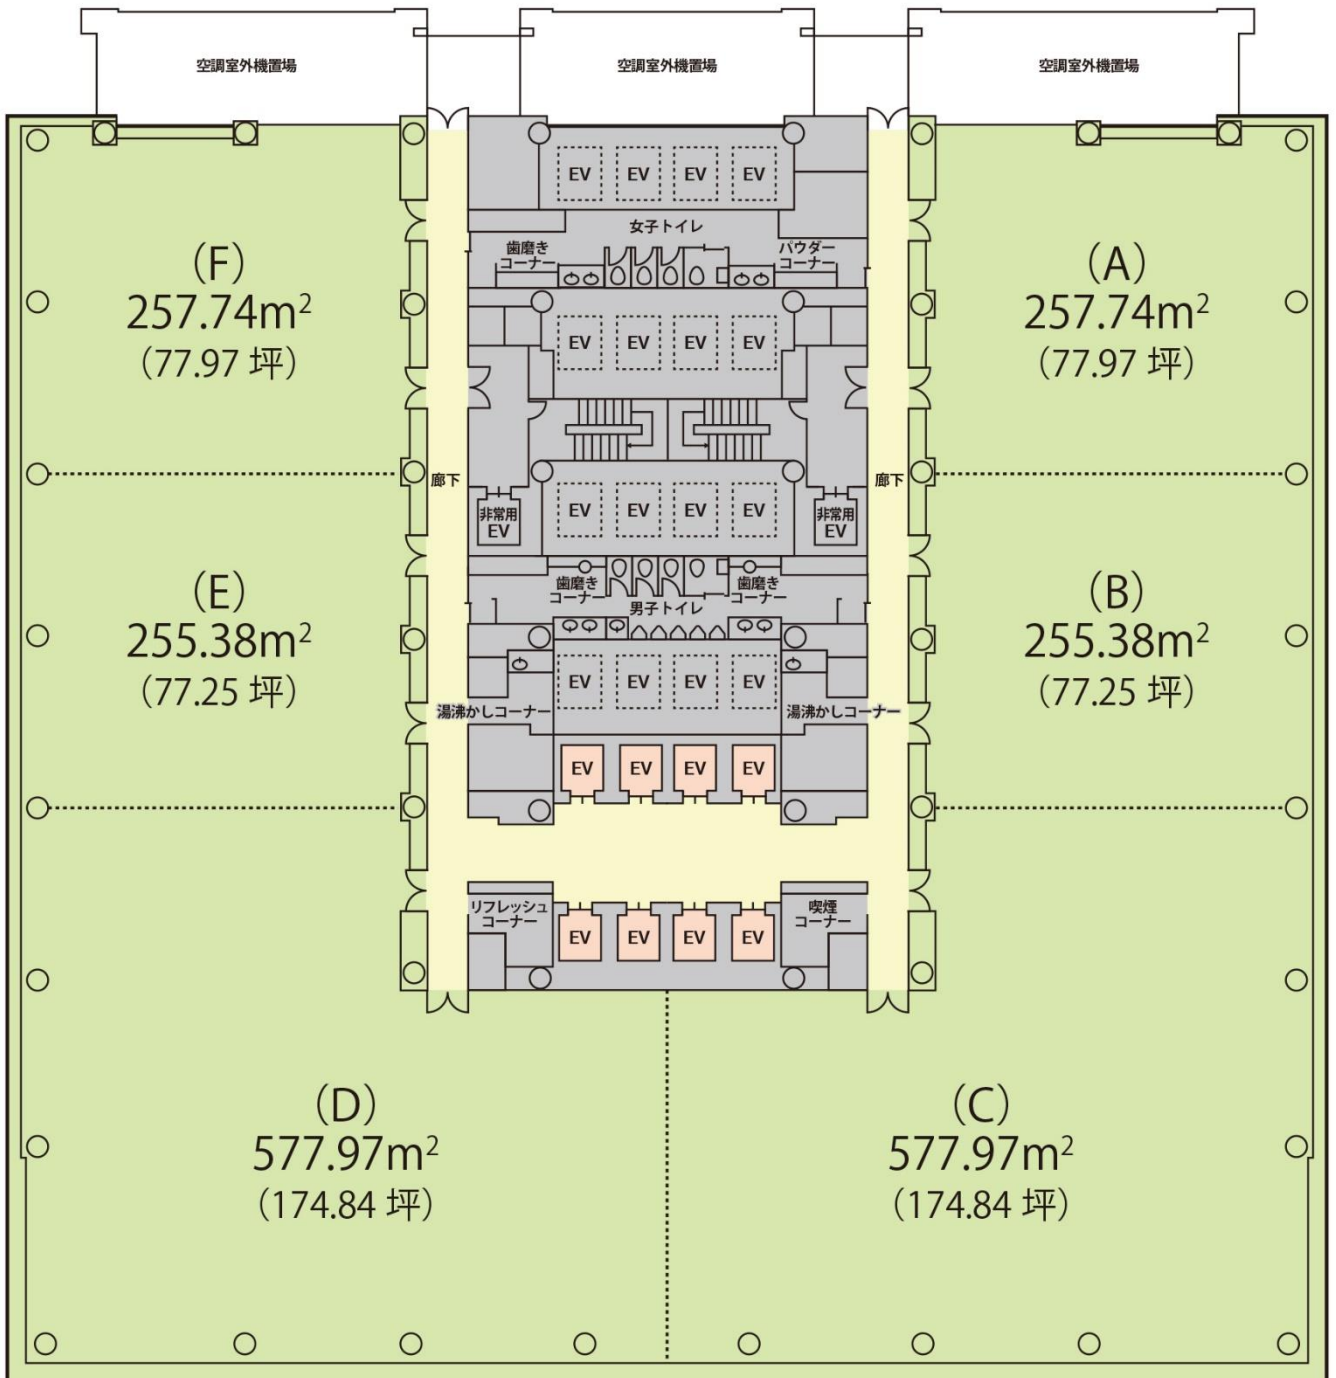 空調室外機置場
空調室外機置場
空調室外機置場
EV
EV
EV
EV
女子トイレ
歯磨き
コーナー
パウダー
コーナー
(F)
257.74m²
(77.97 坪)
(A)
257.74m²
(77.97 坪)
EV
EV
EV
EV
廊下
廊下
非常用
EV
EV
EV
EV
EV
非常用
EV
歯磨き
コーナー
歯磨き
コーナー
男子トイレ
(E)
255.38m²
(77.25 坪)
(B)
255.38m²
(77.25 坪)
EV
EV
EV
EV
湯沸かしコーナー
湯沸かしコーナー
EV
EV
EV
EV
リフレッシュ
コーナー
喫煙
コーナー
EV
EV
EV
EV
(D)
577.97m²
(174.84 坪)
(C)
577.97m²
(174.84 坪)